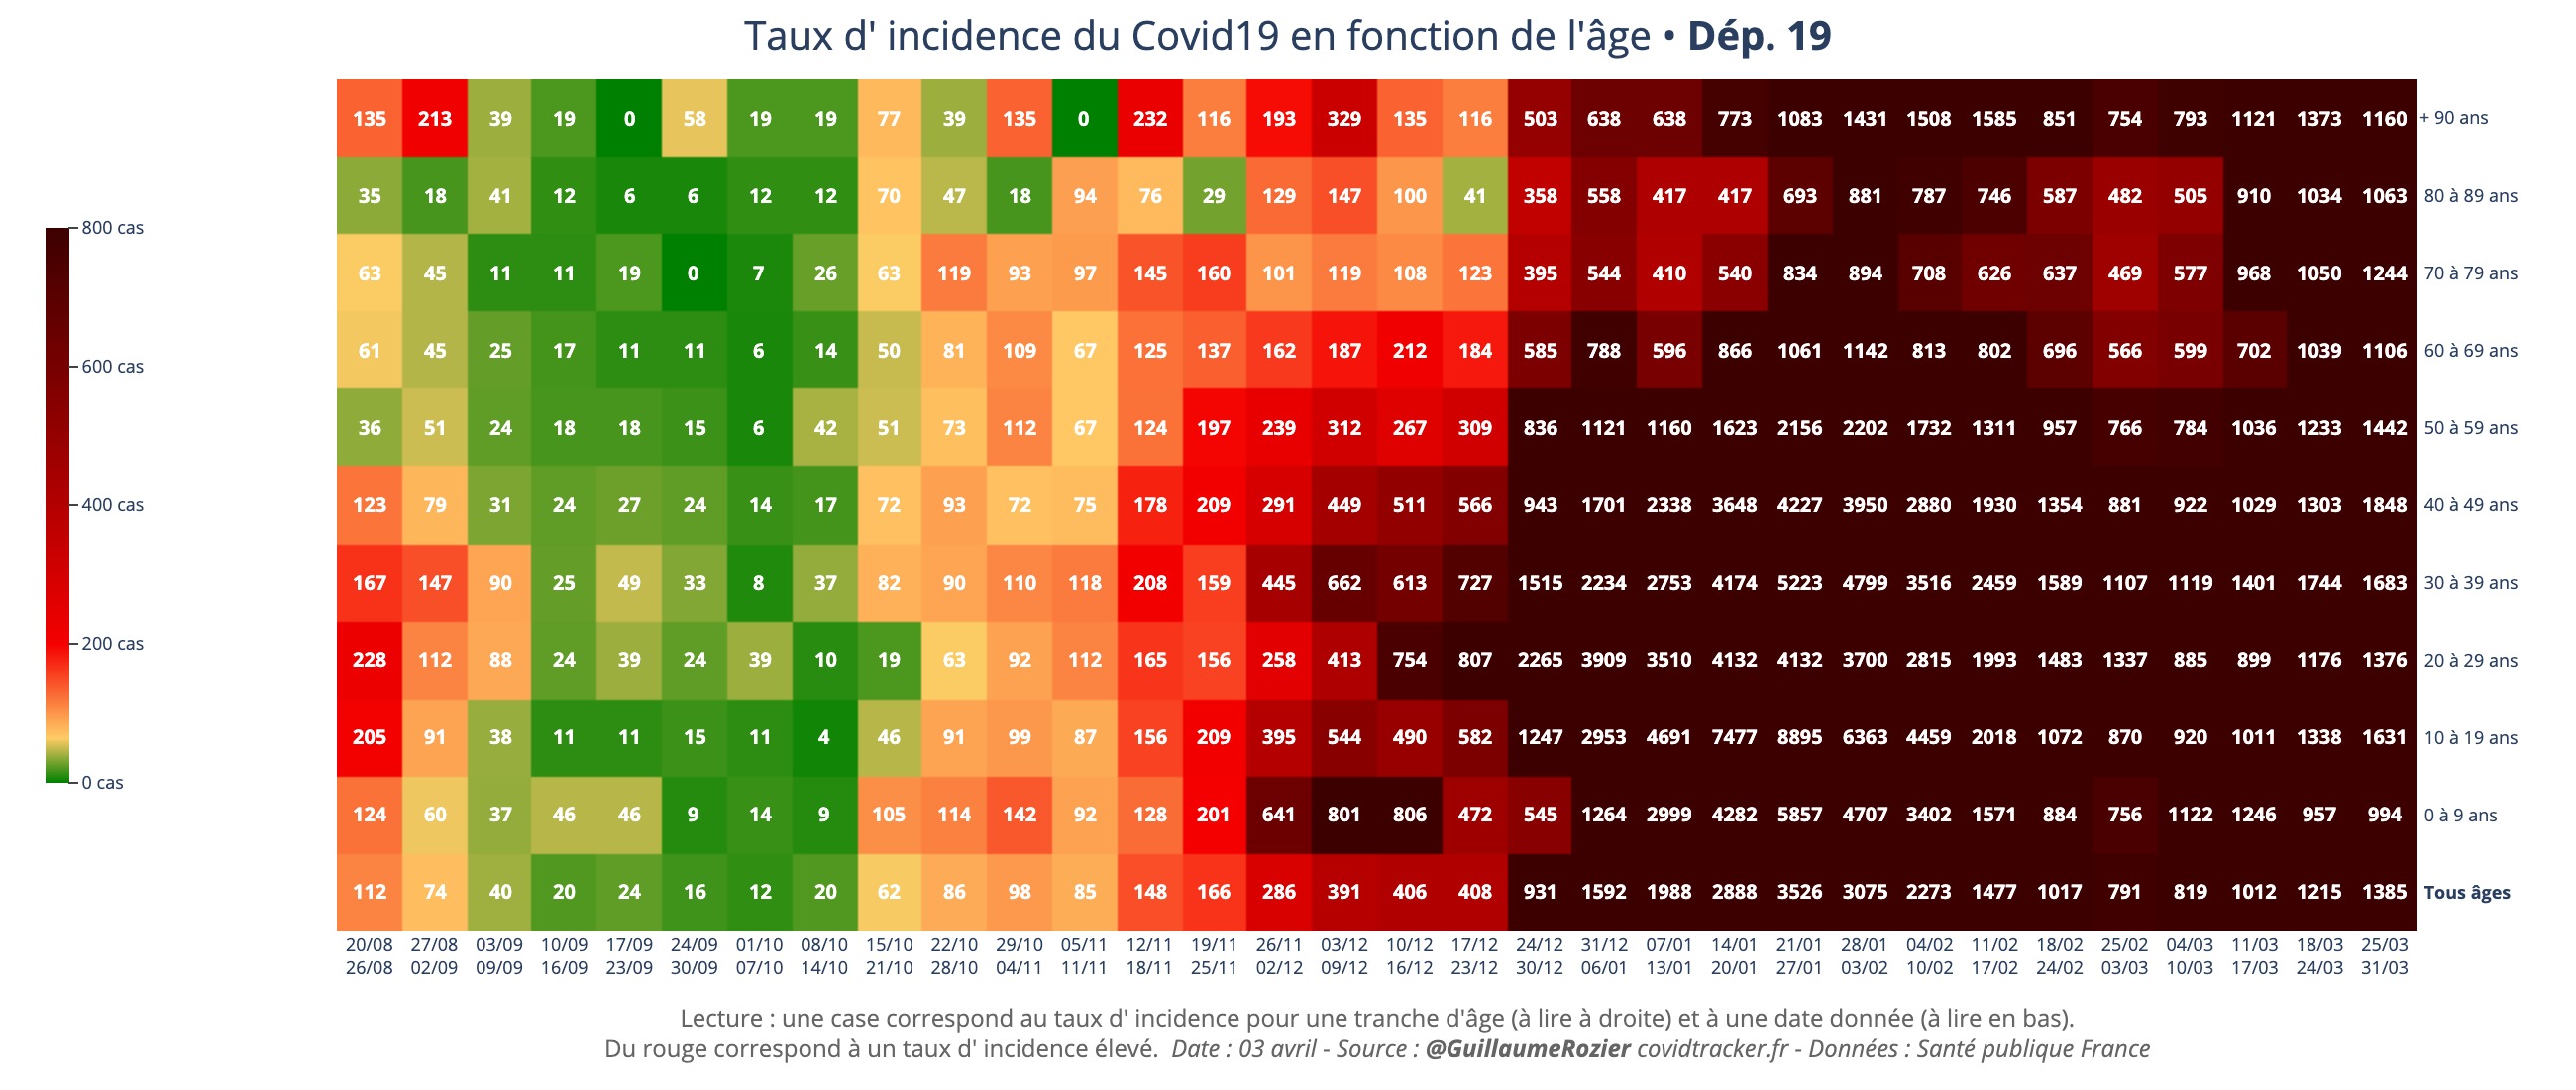 Taux d' incidence du Covid19 en fonction de l'âge • Dép. 19
135 213 39 19 0 58 19 19 77 39 135 0 232 116 193 329 135 116 503 638 638 773 1083 1431 1508 1585 851 754 793 1121 1373 1160 + 90 ans
35 18 41 12 6 6 12 12 70 47 18 94 76 29 129 147 100 41 358 558 417 417 693 881 787 746 587 482 505 910 1034 1063 80 à 89 ans
800 cas
63 45 11 11 19 0 7 26 63 119 93 97 145 160 101 119 108 123 395 544 410 540 834 894 708 626 637 469 577 968 1050 1244 70 à 79 ans
61 45 25 17 11 11 6 14 50 81 109 67 125 137 162 187 212 184 585 788 596 866 1061 1142 813 802 696 566 599 702 1039 1106 60 à 69 ans
600 cas
36 51 24 18 18 15 6 42 51 73 112 67 124 197 239 312 267 309 836 1121 1160 1623 2156 2202 1732 1311 957 766 784 1036 1233 1442 50 à 59 ans
400 cas
123 79 31 24 27 24 14 17 72 93 72 75 178 209 291 449 511 566 943 1701 2338 3648 4227 3950 2880 1930 1354 881 922 1029 1303 1848 40 à 49 ans
167 147 90 25 49 33 8 37 82 90 110 118 208 159 445 662 613 727 1515 2234 2753 4174 5223 4799 3516 2459 1589 1107 1119 1401 1744 1683 30 à 39 ans
200 cas
228 112 88 24 39 24 39 10 19 63 92 112 165 156 258 413 754 807 2265 3909 3510 4132 4132 3700 2815 1993 1483 1337 885 899 1176 1376 20 à 29 ans
205 91 38 11 11 15 11 4 46 91 99 87 156 209 395 544 490 582 1247 2953 4691 7477 8895 6363 4459 2018 1072 870 920 1011 1338 1631 10 à 19 ans
0 cas
124 60 37 46 46 9 14 9 105 114 142 92 128 201 641 801 806 472 545 1264 2999 4282 5857 4707 3402 1571 884 756 1122 1246 957 994 0 à 9 ans
112 74 40 20 24 16 12 20 62 86 98 85 148 166 286 391 406 408 931 1592 1988 2888 3526 3075 2273 1477 1017 791 819 1012 1215 1385 Tous âges
20/08 27/08 03/09 10/09 17/09 24/09 01/10 08/10 15/10 22/10 29/10 05/11 12/11 19/11 26/11 03/12 10/12 17/12 24/12 31/12 07/01 14/01 21/01 28/01 04/02 11/02 18/02 25/02 04/03 11/03 18/03 25/03
26/08 02/09 09/09 16/09 23/09 30/09 07/10 14/10 21/10 28/10 04/11 11/11 18/11 25/11 02/12 09/12 16/12 23/12 30/12 06/01 13/01 20/01 27/01 03/02 10/02 17/02 24/02 03/03 10/03 17/03 24/03 31/03
Lecture : une case correspond au taux d' incidence pour une tranche d'âge (à lire à droite) et à une date donnée (à lire en bas).
Du rouge correspond à un taux d' incidence élevé. Date : 03 avril - Source : @GuillaumeRozier covidtracker.fr - Données : Santé publique France